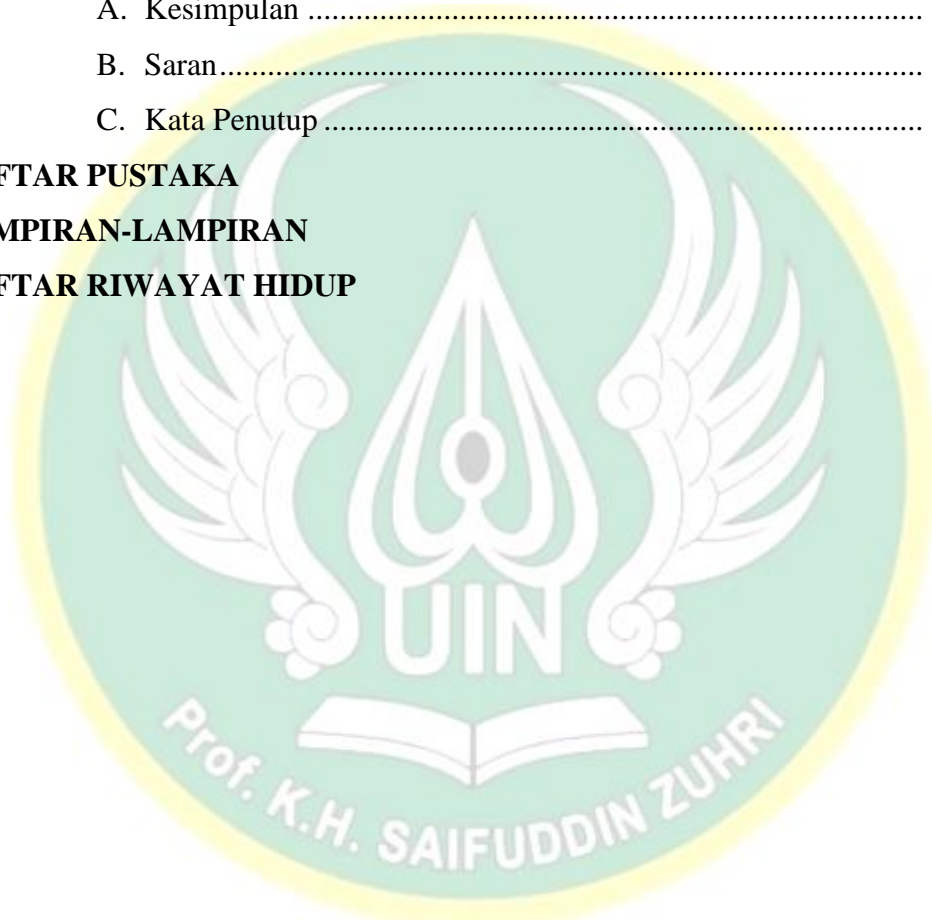 A. Kesimpulan ..............................................................................
B. Saran.........................................................................................
C. Kata Penutup ............................................................................
FTAR PUSTAKA
MPIRAN-LAMPIRAN
FTAR RIWAYAT HIDUP
UIN
Prof. K.H. SAIFUDDIN ZUHRI